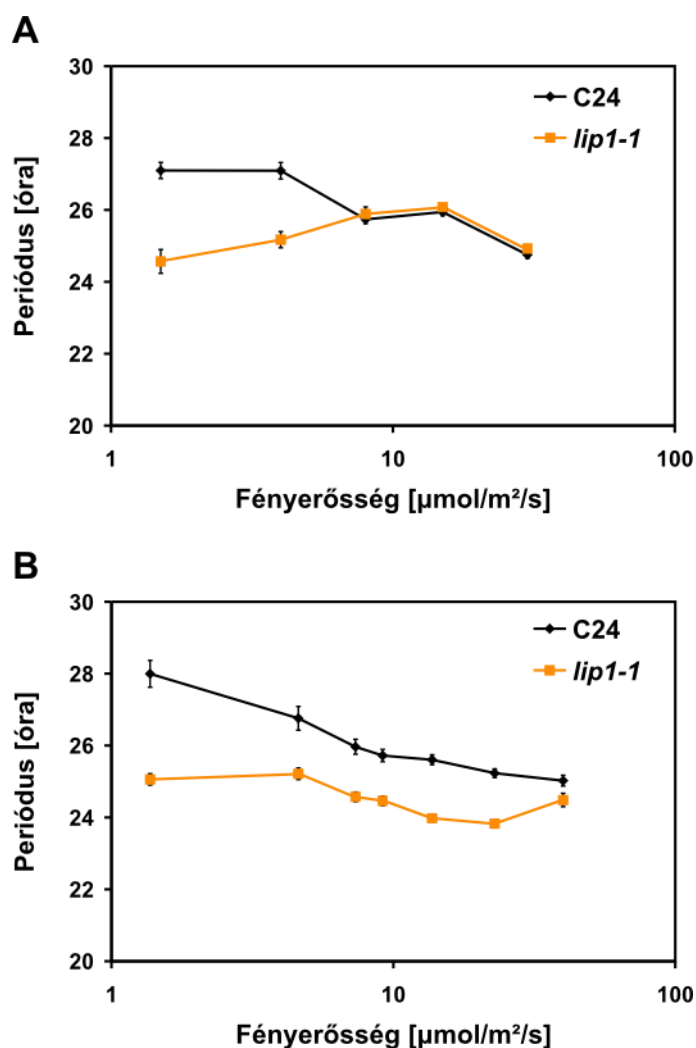 A
30
28
26
24
22
20
Periódus [óra]
C24
lip1-1
1
10
100
Fényerősség [µmol/m²/s]
B
30
28
26
24
22
20
Periódus [óra]
C24
lip1-1
1
10
100
Fényerősség [µmol/m²/s]